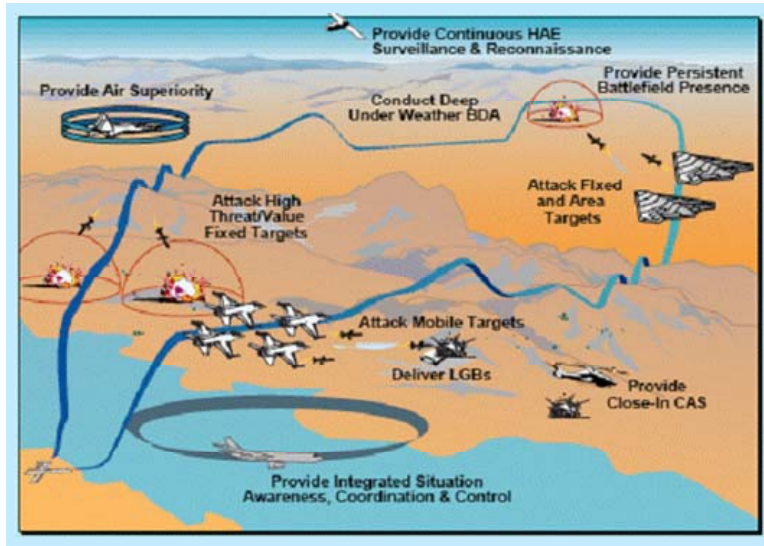 Provide Continuous HAE
Surveillance & Reconnaissance
Provide Air Superiority
Conduct Deep
Under Weather BDA
Provide Persistent
Battlefield Presence
Attack High
Threat/Value
Fixed Targets
Attack Fixed
and Area
Targets
Attack Mobile Targets
Deliver LGBs
Provide
Close-In CAS
Provide Integrated Situation
Awareness, Coordination & Control